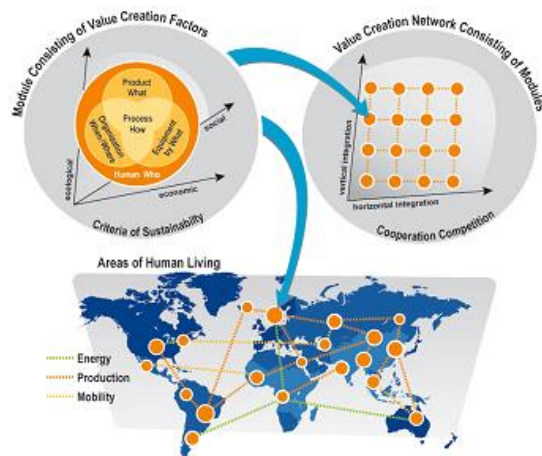 Module Consisting of Value Creation Factors
Product
What
Process
How
Organization
When/Where
Equipment
by What
Human Who
ecological
economic
social
Criteria of Sustainability
Value Creation Network Consisting of Modules
vertical integration
horizontal integration
Cooperation Competition
Areas of Human Living
Energy
Production
Mobility